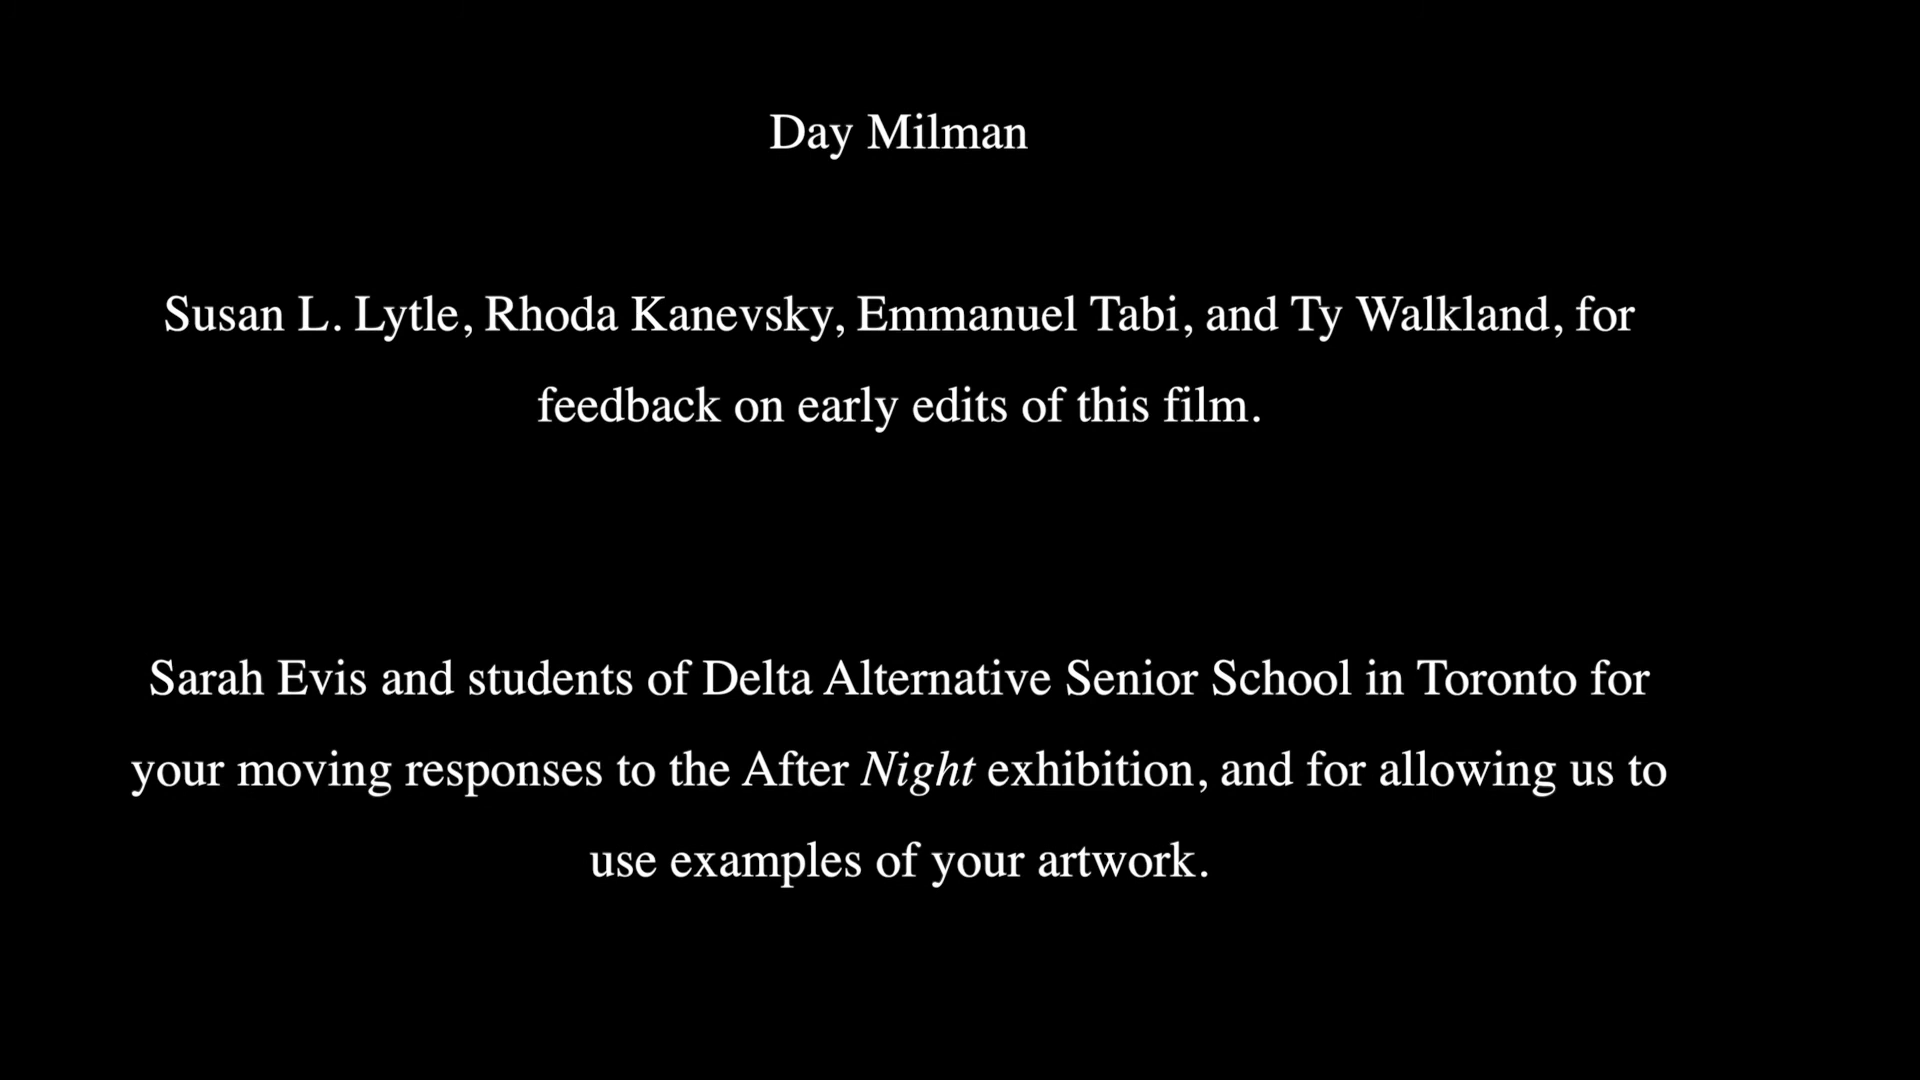 Day Milman
Susan L. Lytle, Rhoda Kanevsky, Emmanuel Tabi, and Ty Walkland, for
feedback on early edits of this film.
Sarah Evis and students of Delta Alternative Senior School in Toronto for
your moving responses to the After Night exhibition, and for allowing us to
use examples of your artwork.